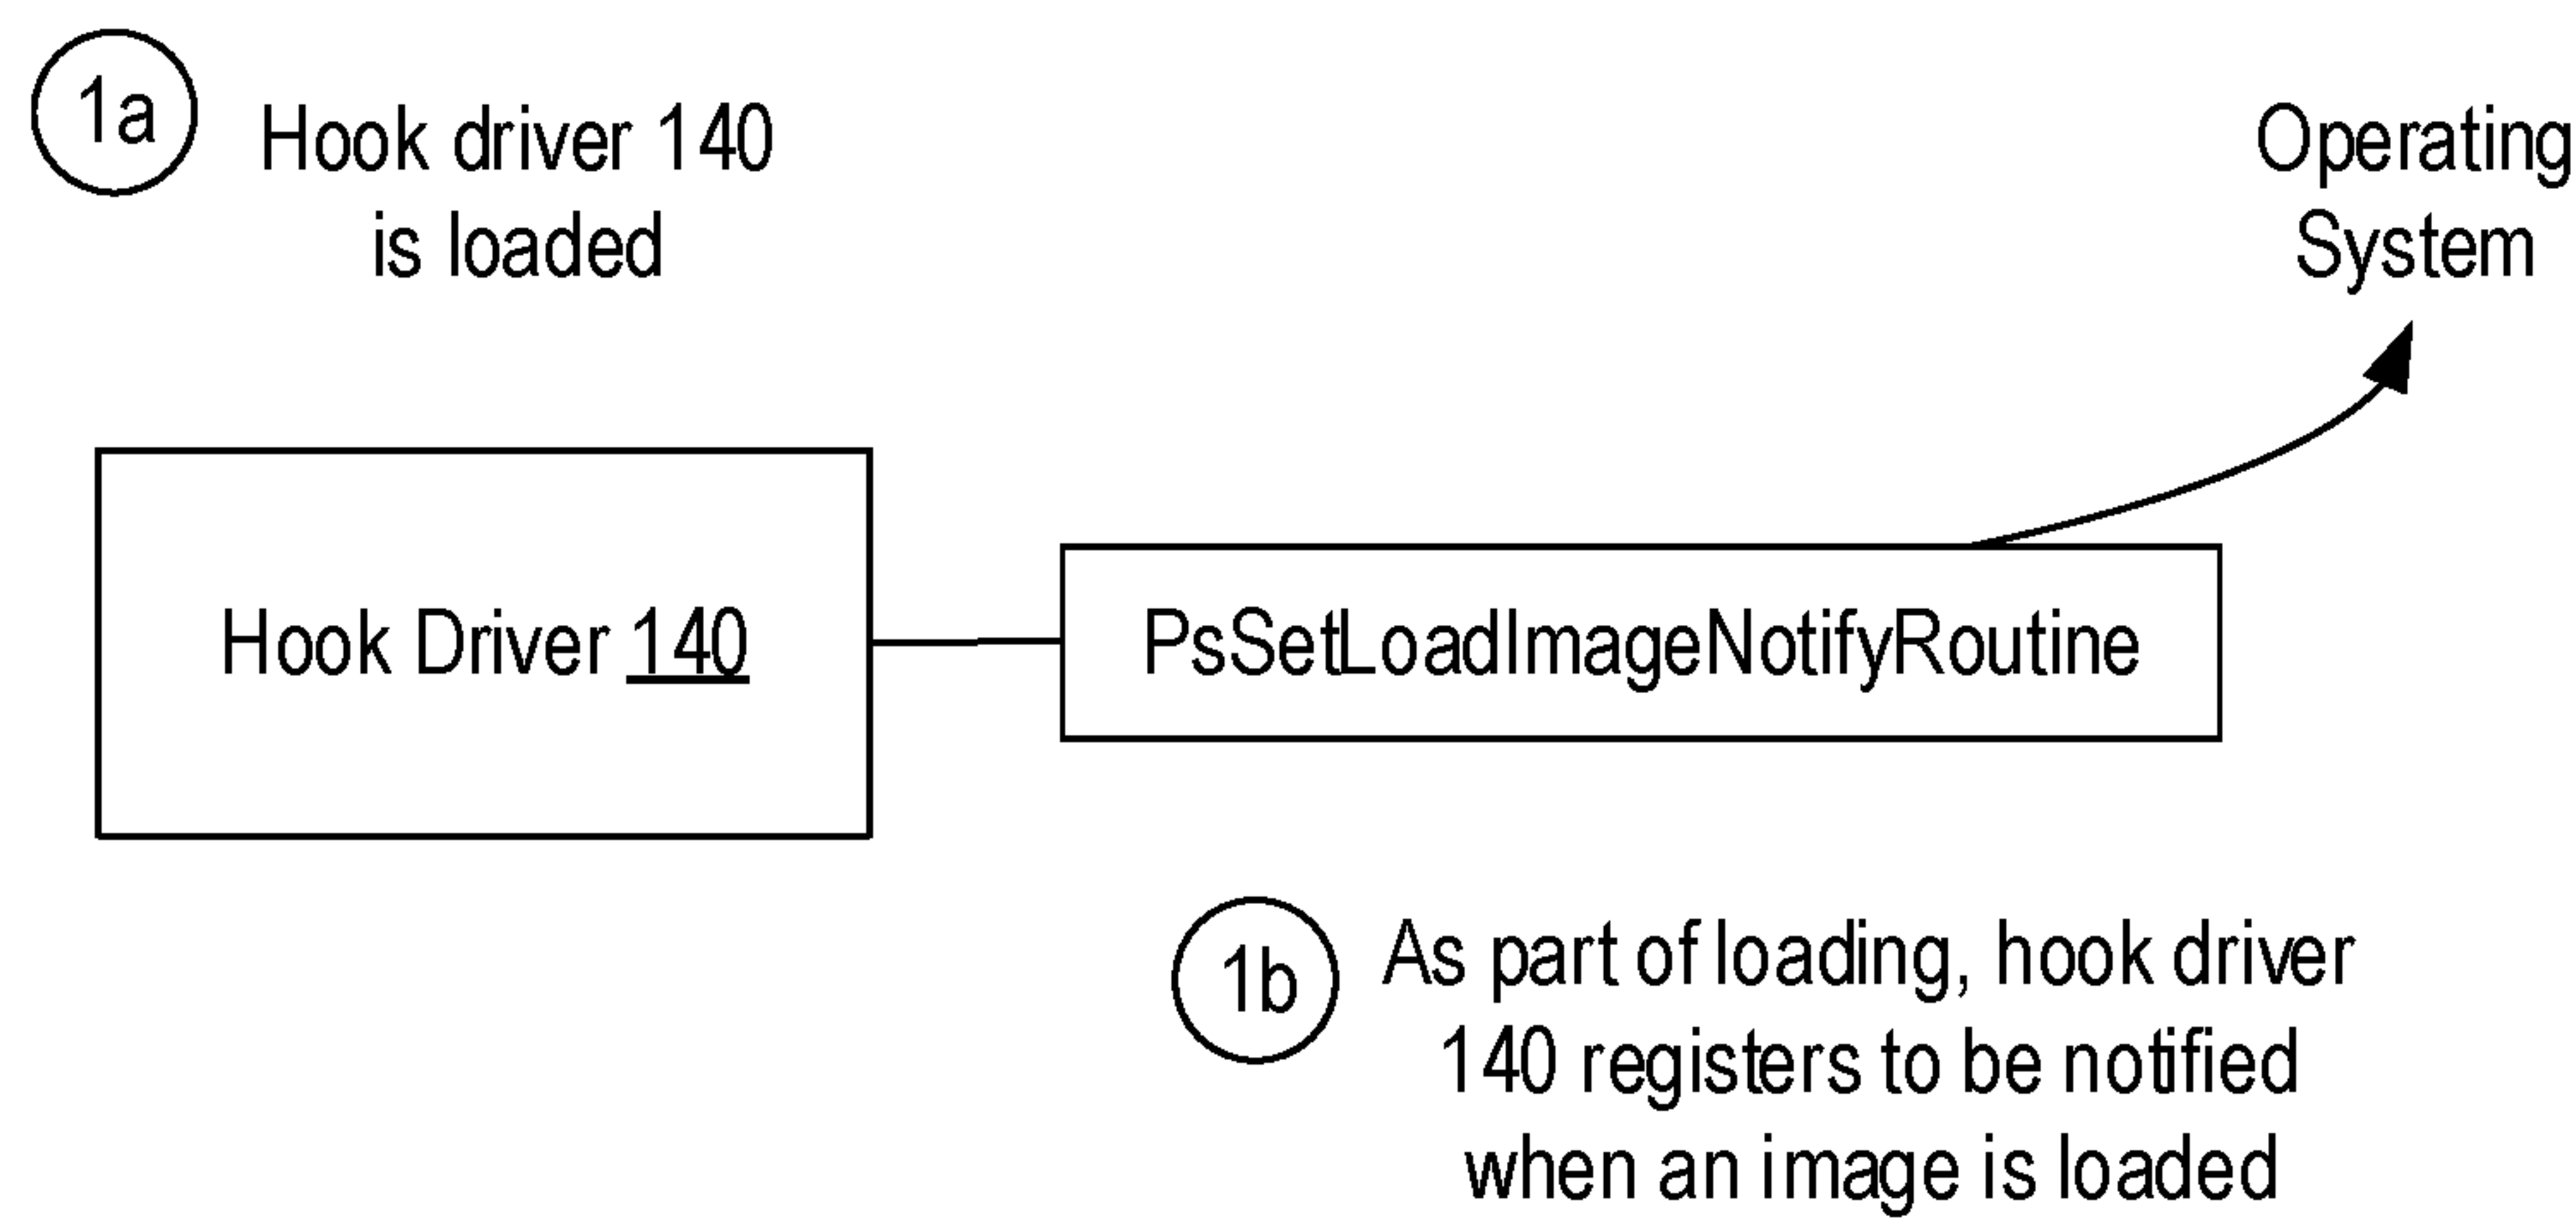 1a
Hook driver 140
is loaded
Operating
System
Hook Driver 140
PsSetLoadImageNotifyRoutine
1b
As part of loading, hook driver
140 registers to be notified
when an image is loaded